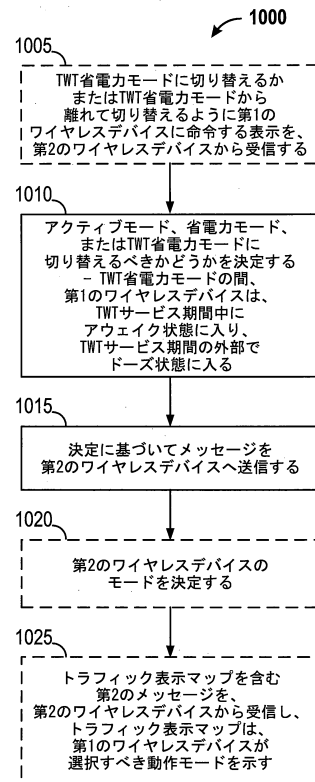 1000
1005
TWT省電力モードに切り替えるか
またはTWT省電力モードから
離れて切り替えるように第1の
ワイヤレスデバイスに命令する表示を、
第2のワイヤレスデバイスから受信する
1010
アクティブモード、省電力モード、
またはTWT省電力モードに
切り替えるべきかどうかを決定する
- TWT省電力モードの間、
第1のワイヤレスデバイスは、
TWTサービス期間中に
アウェイク状態に入り、
TWTサービス期間の外部で
ドーズ状態に入る
1015
決定に基づいてメッセージを
第2のワイヤレスデバイスへ送信する
1020
第2のワイヤレスデバイスの
モードを決定する
1025
トラフィック表示マップを含む
第2のメッセージを、
第2のワイヤレスデバイスから受信し、
トラフィック表示マップは、
第1のワイヤレスデバイスが
選択すべき動作モードを示す